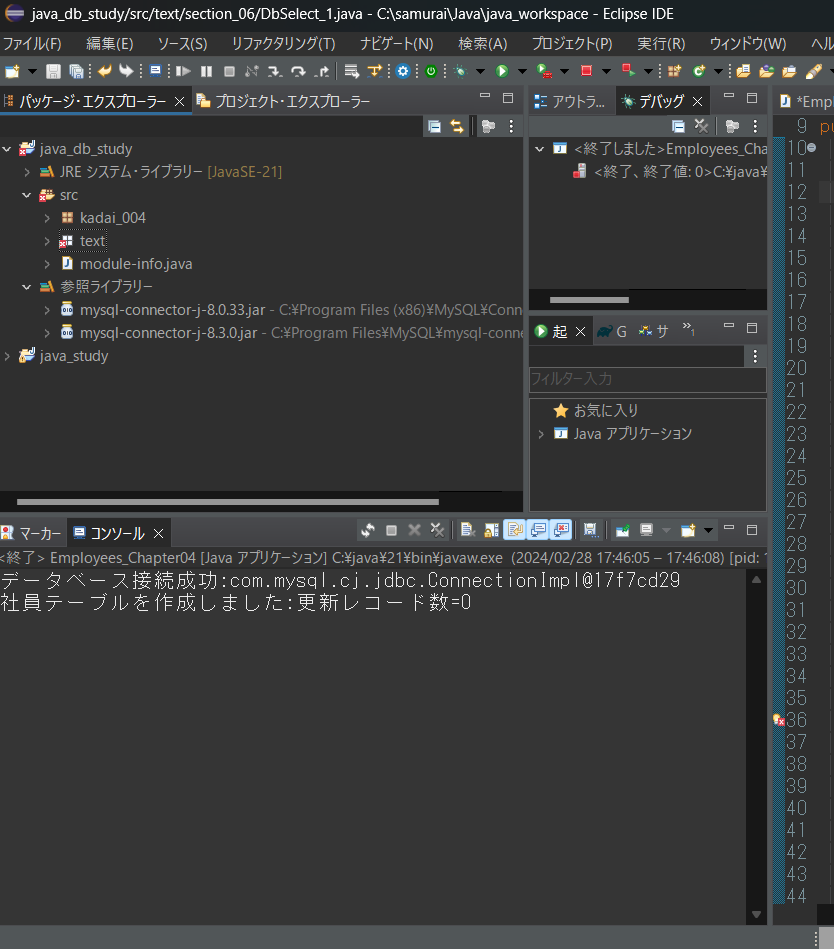 java_db_study/src/text/section_06/DbSelect_1.java - C:\samurai\Java\java_workspace - Eclipse IDE
ファイル(F) 編集(E) ソース(S) リファクタリング(T) ナビゲート(N) 検索(A) プロジェクト(P) 実行(R) ウィンドウ(W) ヘル
パッケージ・エクスプローラー
プロジェクト・エクスプローラー
java_db_study
JRE システム・ライブラリー [JavaSE-21]
src
kadai_004
text
module-info.java
参照ライブラリー
mysql-connector-j-8.0.33.jar - C:¥Program Files (x86)¥MySQL¥Conn
mysql-connector-j-8.3.0.jar - C:¥Program Files¥MySQL¥mysql-conne
java_study
アウトラ...
デバッグ
<終了しました>Employees_Cha
<終了、終了値: 0>C:¥java¥
起
G
サ
»1
フィルター入力
お気に入り
Java アプリケーション
マーカー
コンソール
<終了> Employees_Chapter04 [Java アプリケーション] C:¥java¥21¥bin¥javaw.exe (2024/02/28 17:46:05 – 17:46:08) [pid:
データベース接続成功:com.mysql.cj.jdbc.ConnectionImpl@17f7cd29
社員テーブルを作成しました:更新レコード数=0
*Empl
9 pu
10
11
12
13
14
15
16
17
18
19
20
21
22
23
24
25
26
27
28
29
30
31
32
33
34
35
36
37
38
39
40
41
42
43
44